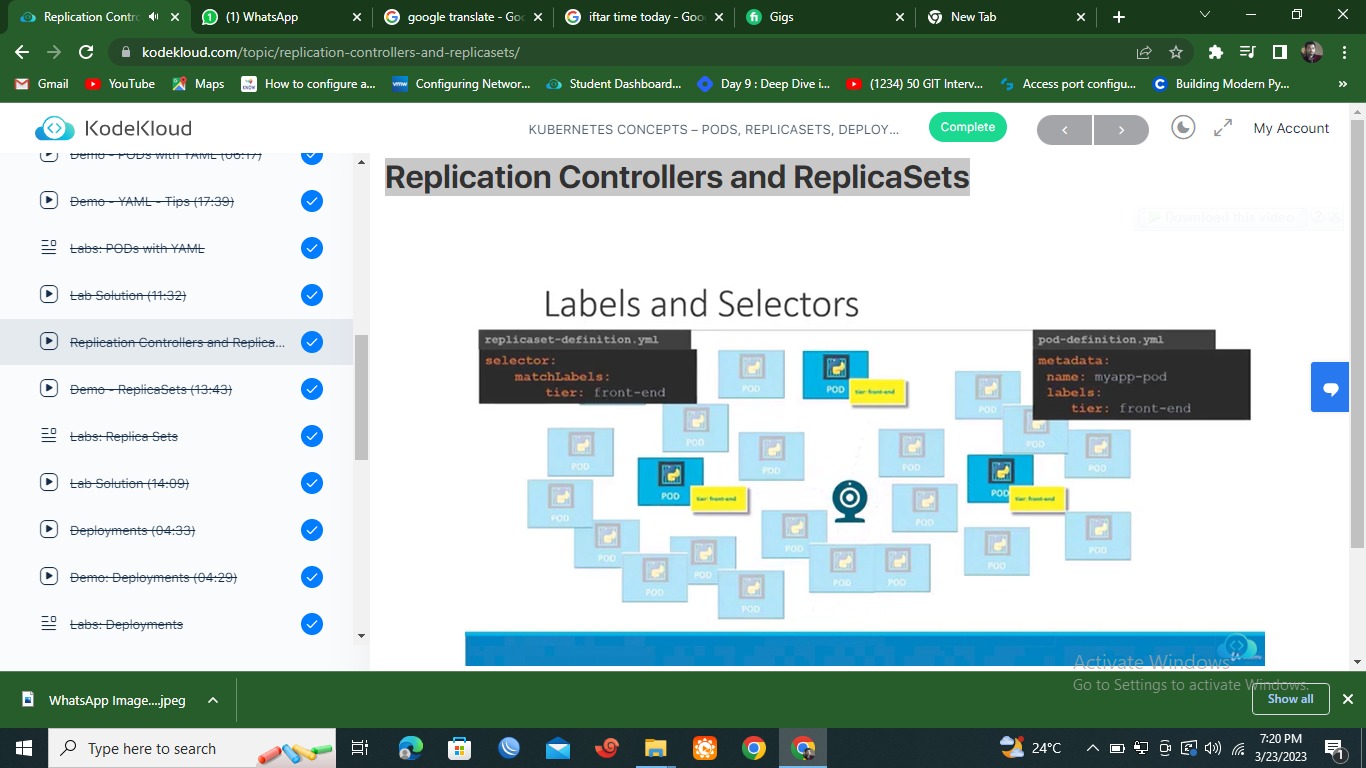 Replication Contro
(1) WhatsApp
google translate - Goo
iftar time today - Goo
Gigs
New Tab
kodekloud.com/topic/replication-controllers-and-replicasets/
Gmail
YouTube
Maps
How to configure a...
Configuring Networ...
Student Dashboard...
Day 9 : Deep Dive i...
(1234) 50 GIT Interv...
Access port configu...
Building Modern Py...
»
KodeKloud
KUBERNETES CONCEPTS – PODS, REPLICASETS, DEPLOY...
Complete
My Account
Demo - PODs with YAML (06:17)
Demo - YAML - Tips (17:39)
Labs: PODs with YAML
Lab Solution (11:32)
Replication Controllers and Replica...
Demo - ReplicaSets (13:43)
Labs: Replica Sets
Lab Solution (14:09)
Deployments (04:33)
Demo: Deployments (04:29)
Labs: Deployments
Replication Controllers and ReplicaSets
Download this video
Labels and Selectors
replicaset-definition.yml
selector:
matchLabels:
tier: front-end
pod-definition.yml
metadata:
name: myapp-pod
labels:
tier: front-end
POD
POD
tier: front-end
POD
POD
POD
POD
POD
POD
POD
POD
tier: front-end
POD
tier: front-end
POD
POD
POD
POD
POD
POD
POD
POD
POD
POD
POD
POD
Activate Windows
Go to Settings to activate Windows.
WhatsApp Image....jpeg
Show all
Type here to search
24°C
7:20 PM
3/23/2023
1